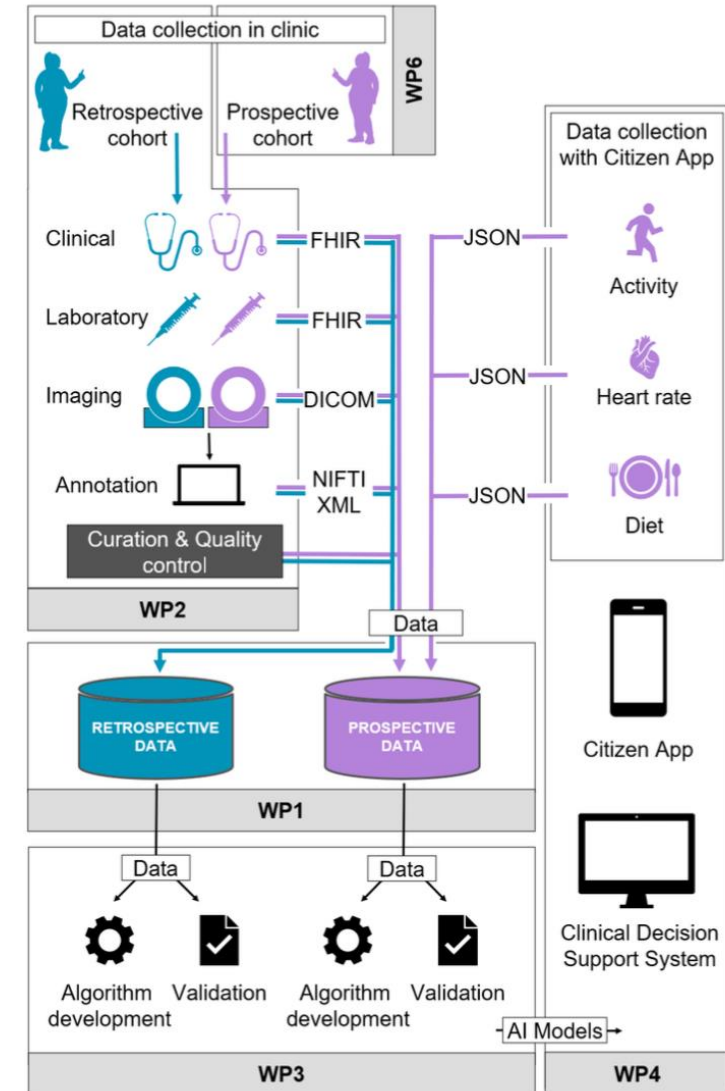 Data collection in clinic
WP6
Retrospective
cohort
Prospective
cohort
Data collection
with Citizen App
Clinical
FHIR
JSON
Activity
Laboratory
FHIR
Imaging
DICOM
JSON
Heart rate
Annotation
NIFTI
XML
JSON
Diet
Curation & Quality
control
WP2
Data
RETROSPECTIVE
DATA
PROSPECTIVE
DATA
Citizen App
WP1
Data
Data
Clinical Decision
Support System
Algorithm
development
Validation
Algorithm
development
Validation
AI Models
WP3
WP4